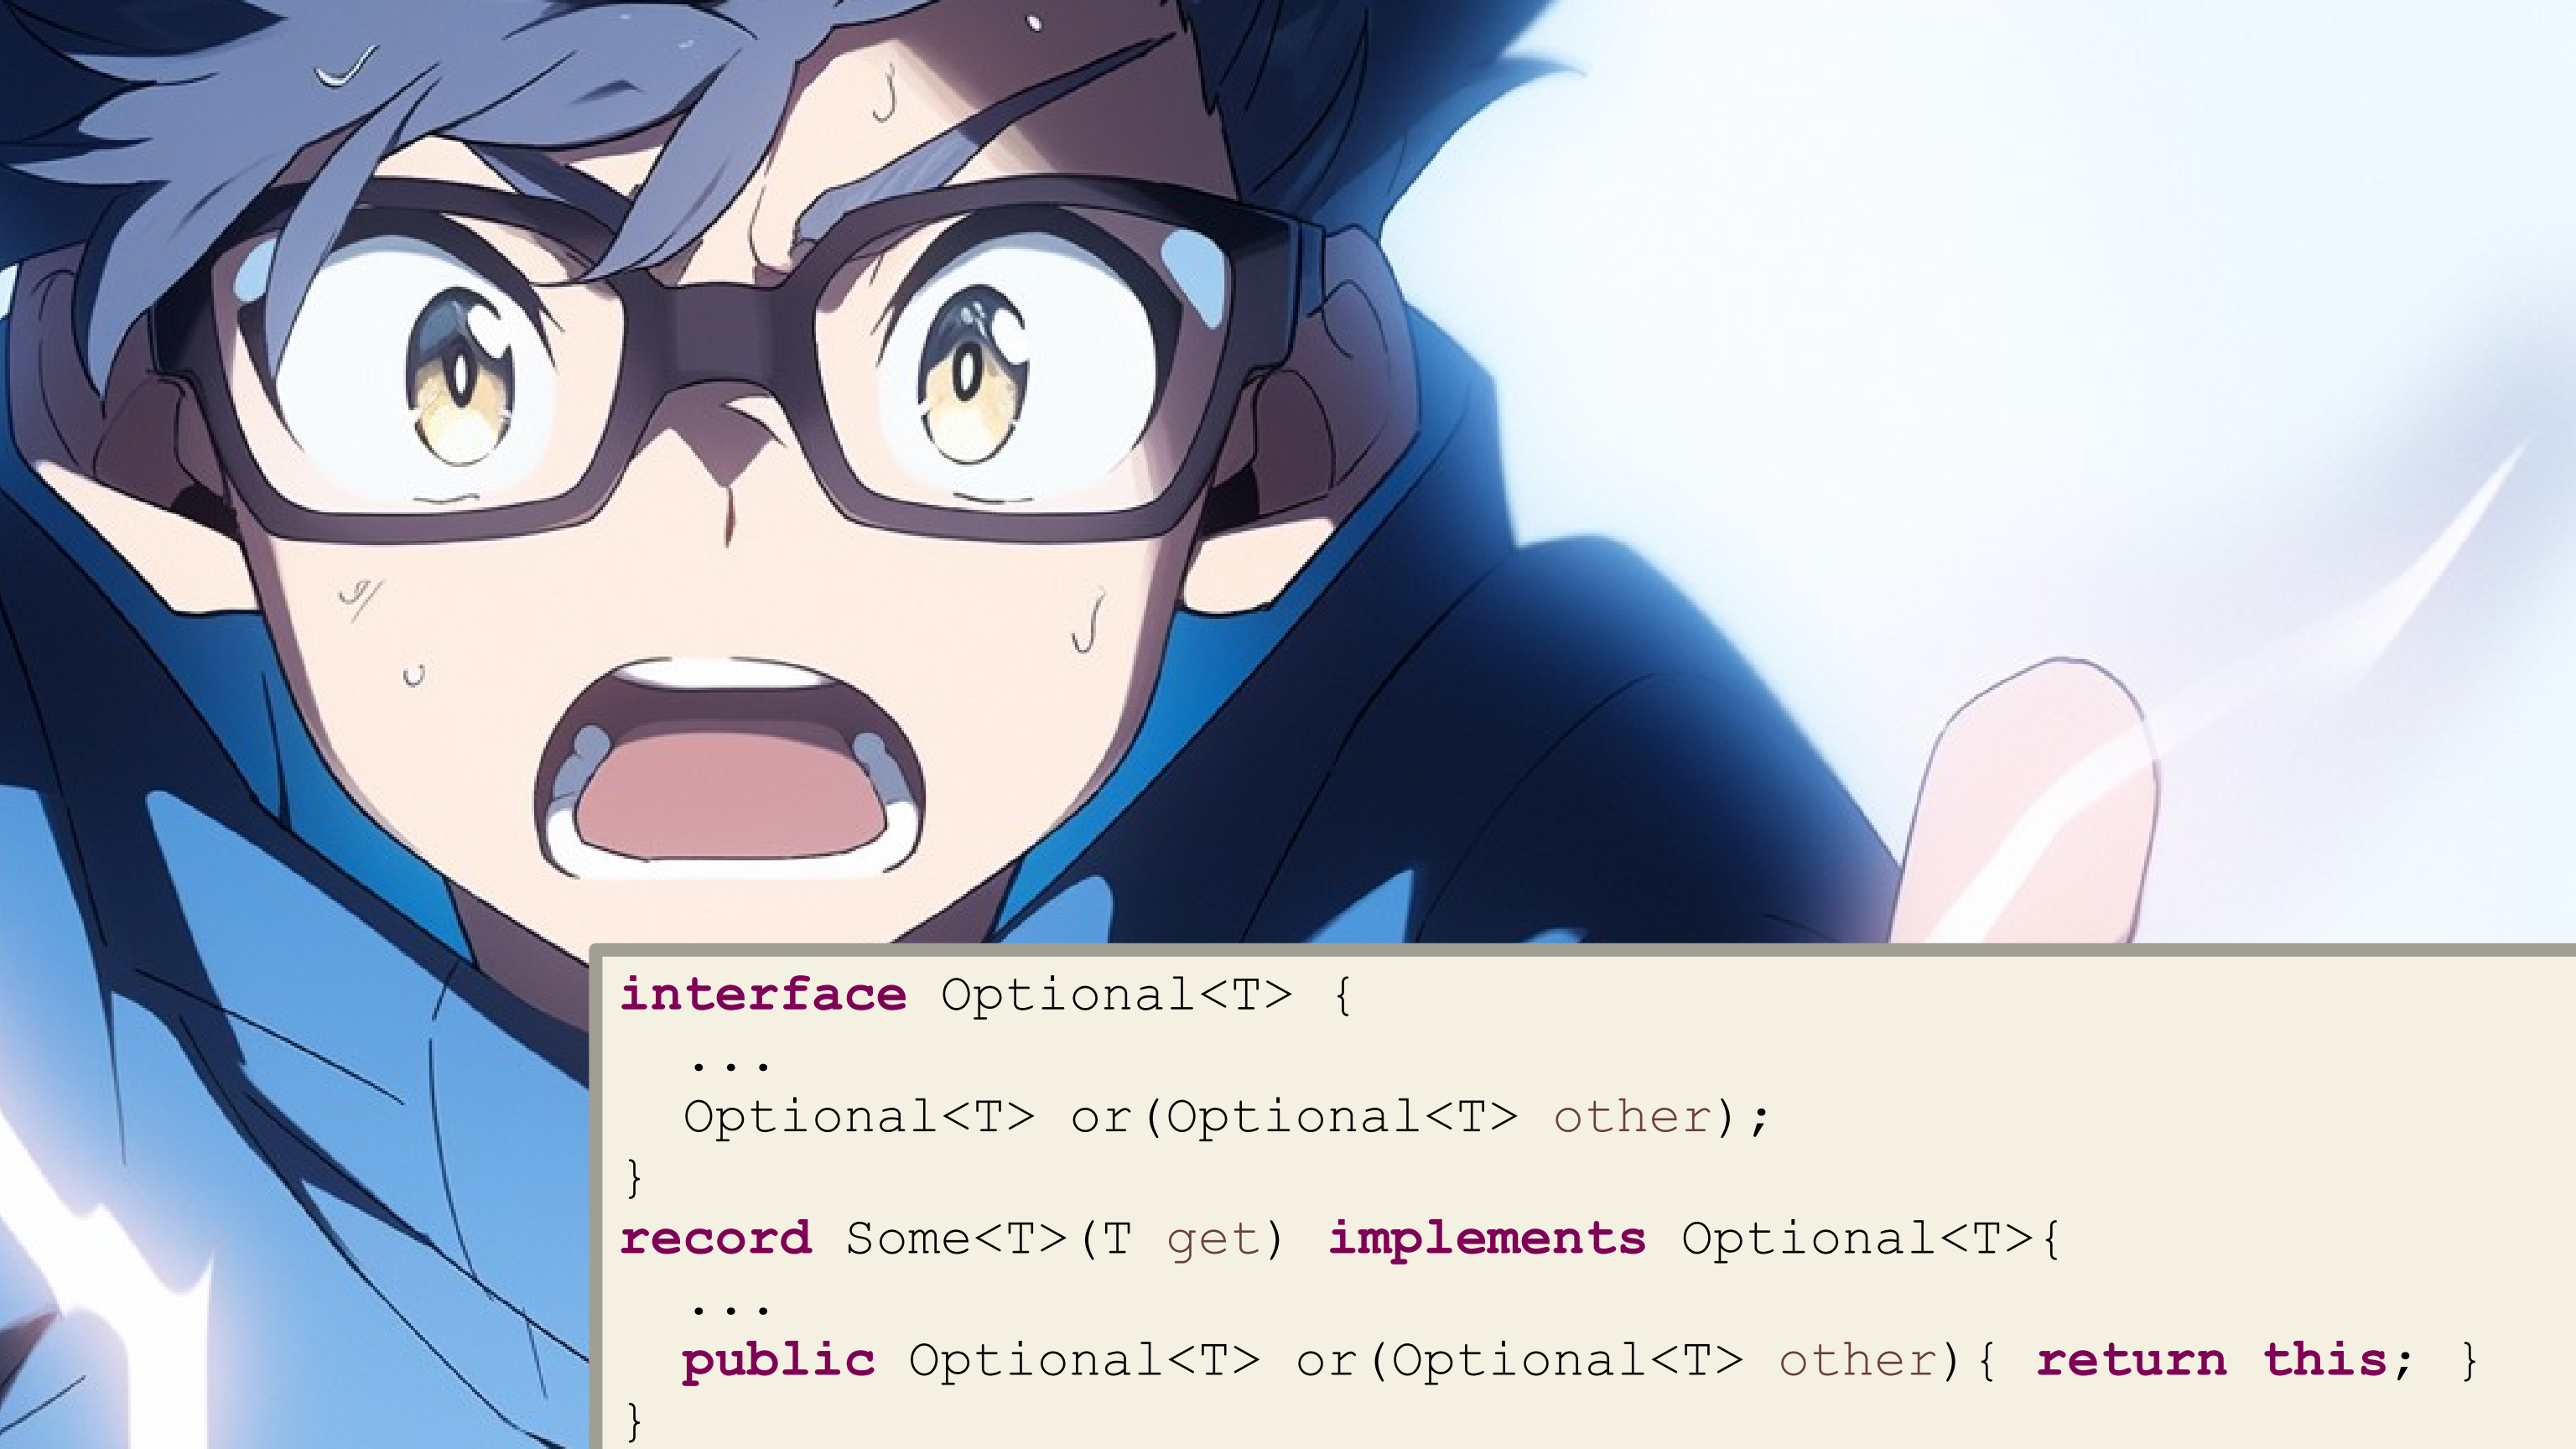 interface Optional<T> {
  ...
  Optional<T> or(Optional<T> other);
}
record Some<T>(T get) implements Optional<T>{
  ...
  public Optional<T> or(Optional<T> other){ return this; }
}